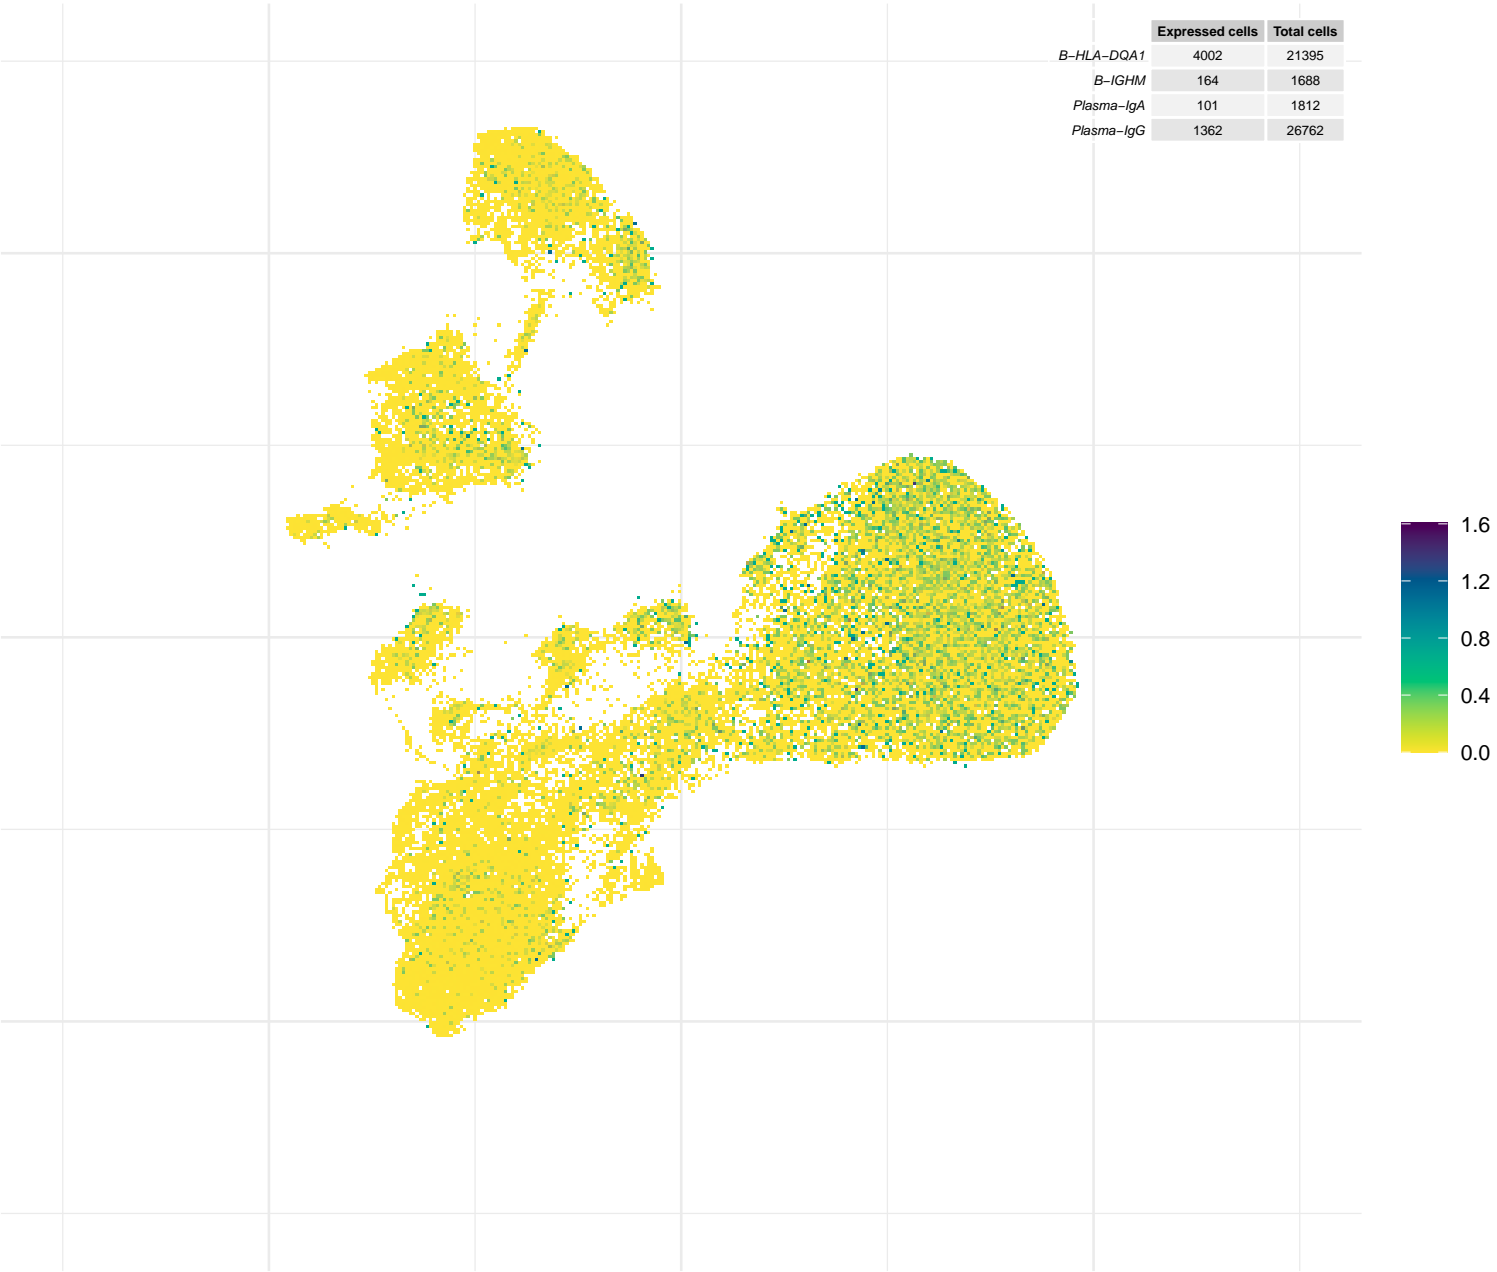 Expressed cells Total cells
B−HLA−DQA1 4002 21395
B−IGHM 164 1688
Plasma−IgA 101 1812
Plasma−IgG 1362 26762
1.6
1.2
0.8
0.4
0.0